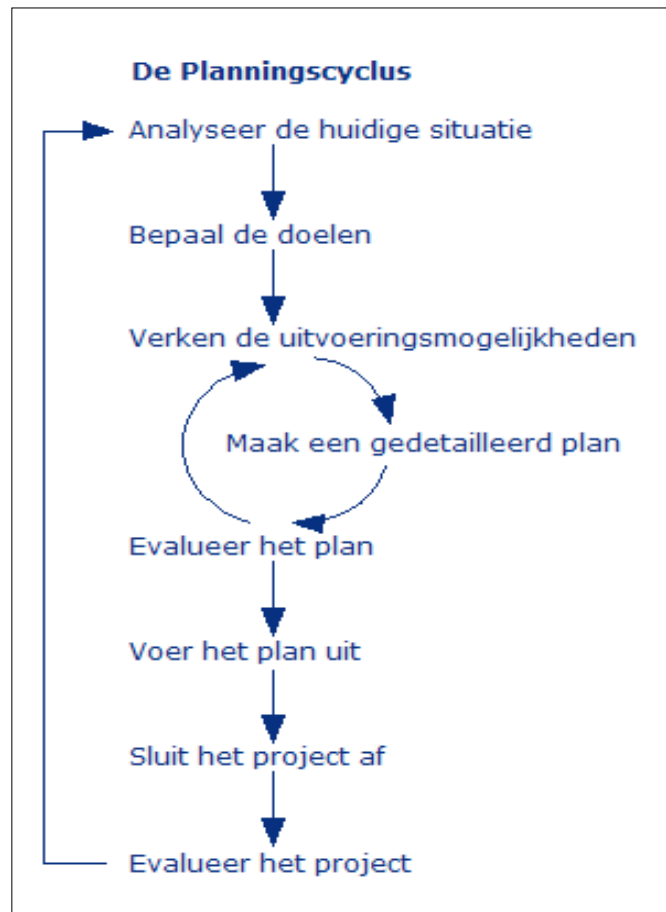 De Planningscyclus
Analyseer de huidige situatie
Bepaal de doelen
Verken de uitvoeringsmogelijkheden
Maak een gedetailleerd plan
Evalueer het plan
Voer het plan uit
Sluit het project af
Evalueer het project